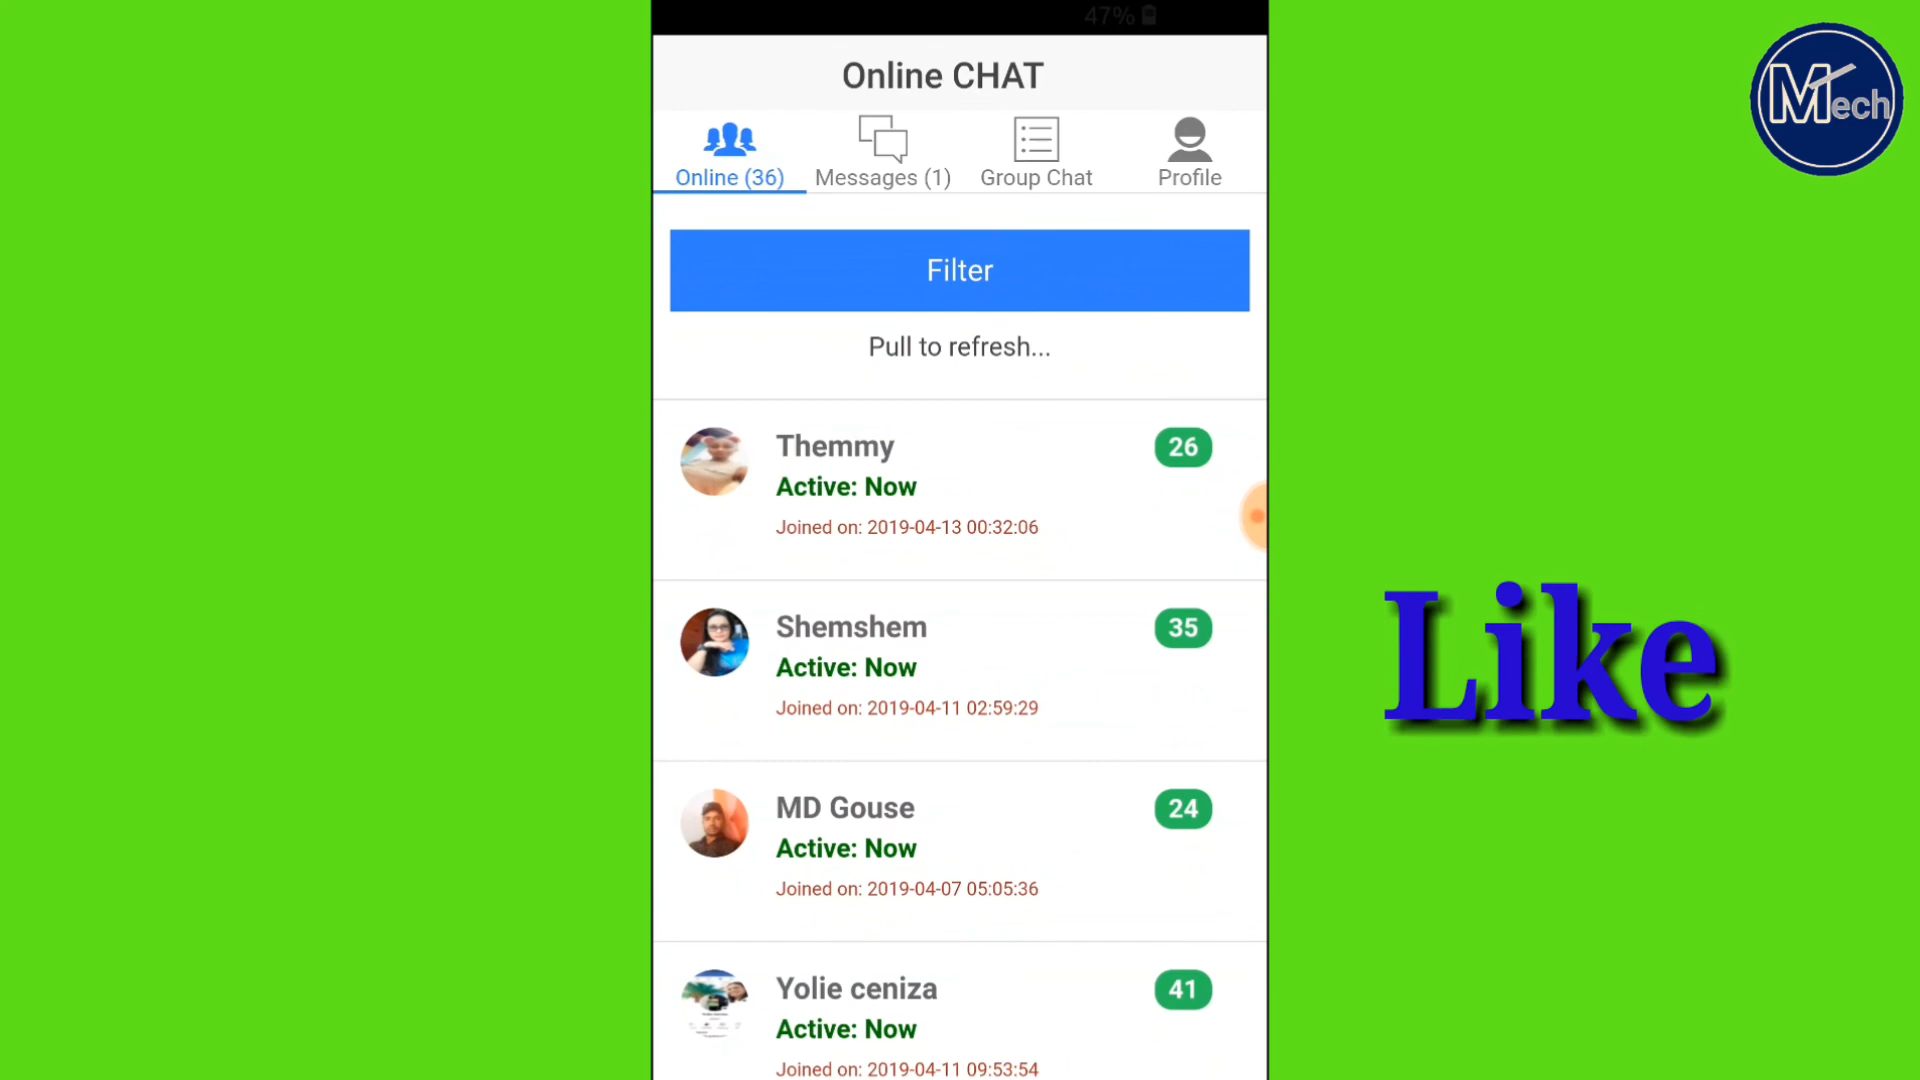 47%
Online CHAT
Online (36)
Messages (1)
Group Chat
Profile
Filter
Pull to refresh...
Themmy
26
Active: Now
Joined on: 2019-04-13 00:32:06
Shemshem
35
Active: Now
Joined on: 2019-04-11 02:59:29
MD Gouse
24
Active: Now
Joined on: 2019-04-07 05:05:36
Yolie ceniza
41
Active: Now
Joined on: 2019-04-11 09:53:54
Mech
Like